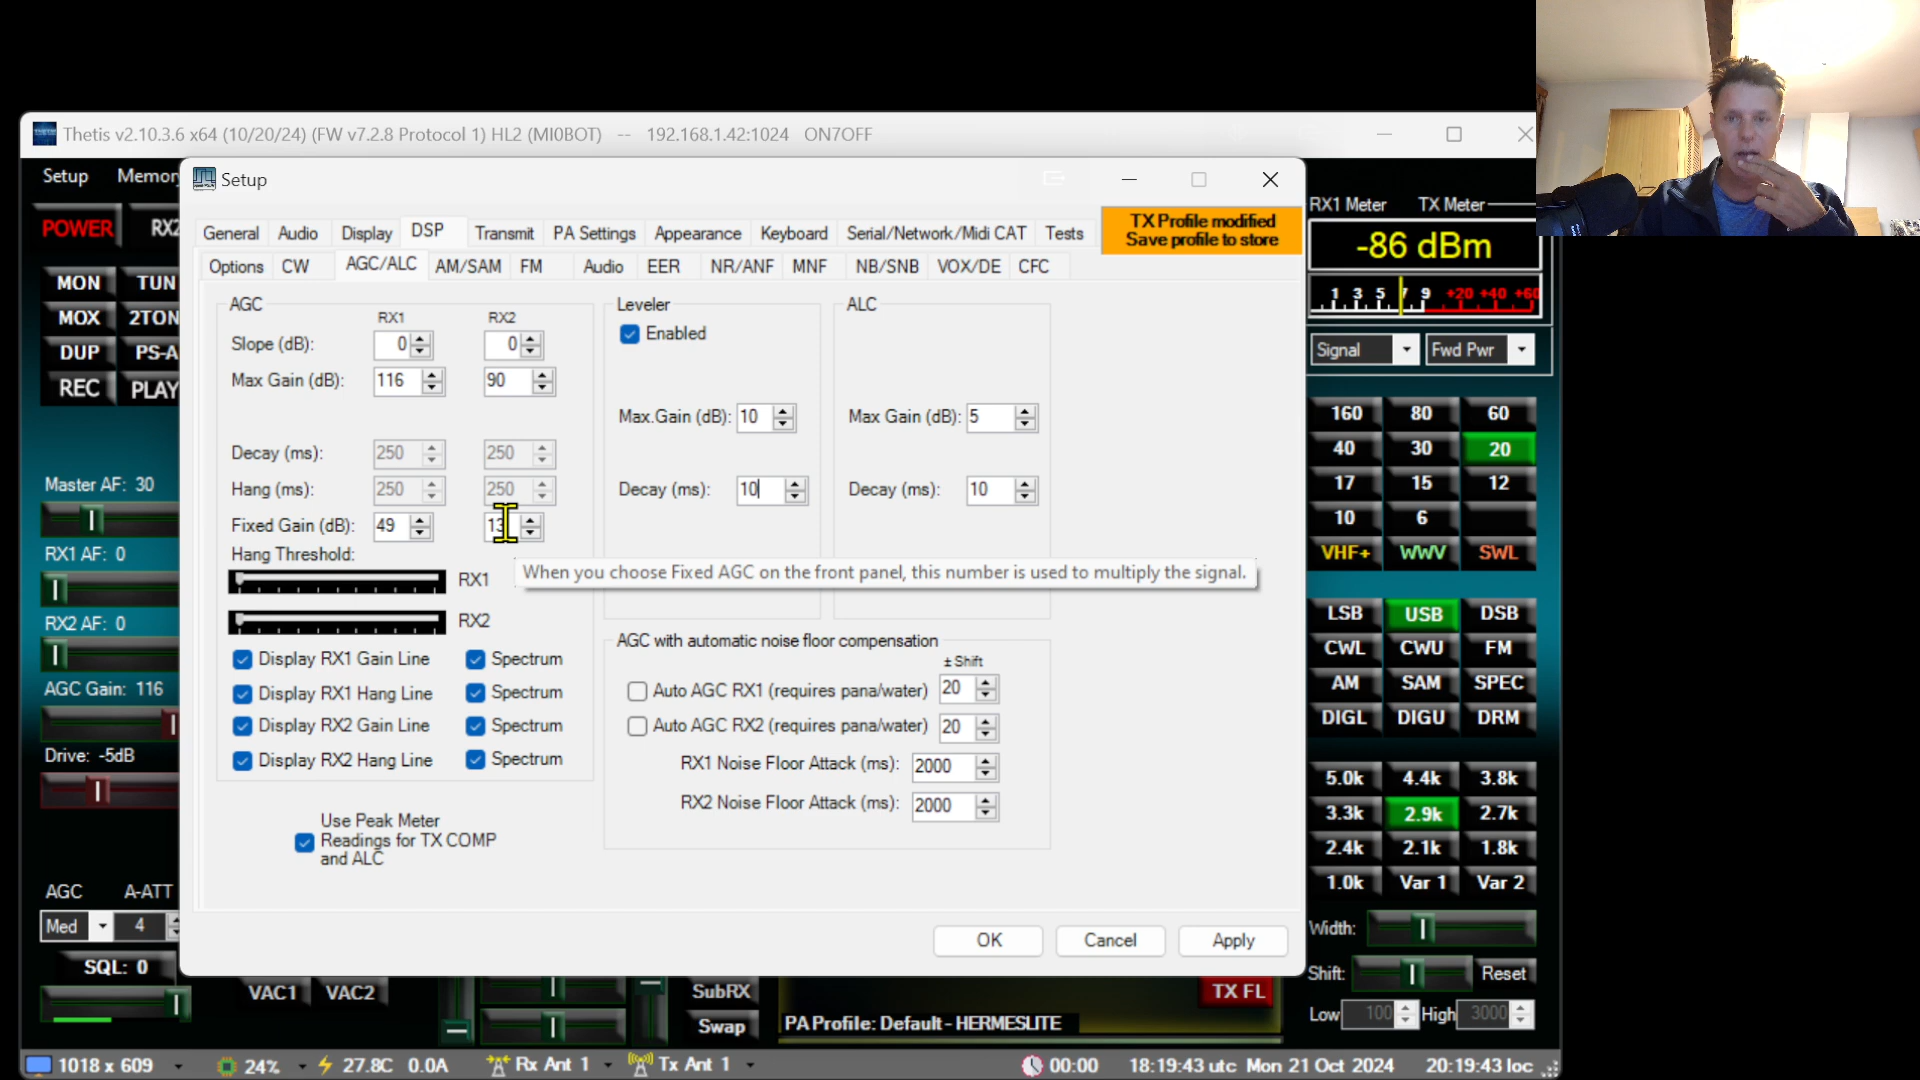 Thetis v2.10.3.6 x64 (10/20/24) (FW v7.2.8 Protocol 1) HL2 (MI0BOT) -- 192.168.1.42:1024 ON7OFF
Setup
Memory
Setup
TX Profile modified
Save profile to store
General Audio Display DSP Transmit PA Settings Appearance Keyboard Serial/Network/Midi CAT Tests
Options CW AGC/ALC AM/SAM FM Audio EER NR/ANF MNF NB/SNB VOX/DE CFC
POWER RX2
MON TUN
MOX 2TON
DUP PS-A
REC PLAY
Master AF: 30
RX1 AF: 0
RX2 AF: 0
AGC Gain: 116
Drive: -5dB
AGC A-ATT
Med 4
SQL: 0
AGC
RX1 RX2
Slope (dB): 0 0
Max Gain (dB): 116 90
Decay (ms): 250 250
Hang (ms): 250 250
Fixed Gain (dB): 49 13
Hang Threshold:
RX1
RX2
Display RX1 Gain Line Spectrum
Display RX1 Hang Line Spectrum
Display RX2 Gain Line Spectrum
Display RX2 Hang Line Spectrum
Use Peak Meter
Readings for TX COMP
and ALC
Leveler
Enabled
Max.Gain (dB): 10
Decay (ms): 10
ALC
Max Gain (dB): 5
Decay (ms): 10
When you choose Fixed AGC on the front panel, this number is used to multiply the signal.
AGC with automatic noise floor compensation
± Shift
Auto AGC RX1 (requires pana/water) 20
Auto AGC RX2 (requires pana/water) 20
RX1 Noise Floor Attack (ms): 2000
RX2 Noise Floor Attack (ms): 2000
OK Cancel Apply
RX1 Meter TX Meter
-86 dBm
1 3 5 7 9 +20 +40 +60
Signal Fwd Pwr
160 80 60
40 30 20
17 15 12
10 6
VHF+ WWV SWL
LSB USB DSB
CWL CWU FM
AM SAM SPEC
DIGL DIGU DRM
5.0k 4.4k 3.8k
3.3k 2.9k 2.7k
2.4k 2.1k 1.8k
1.0k Var 1 Var 2
Width:
Shift: Reset
Low 100 High 3000
VAC1 VAC2
SubRX
Swap
TX FL
PA Profile: Default - HERMESLITE
1018 x 609 24% 27.8C 0.0A Rx Ant 1 Tx Ant 1 00:00 18:19:43 utc Mon 21 Oct 2024 20:19:43 loc